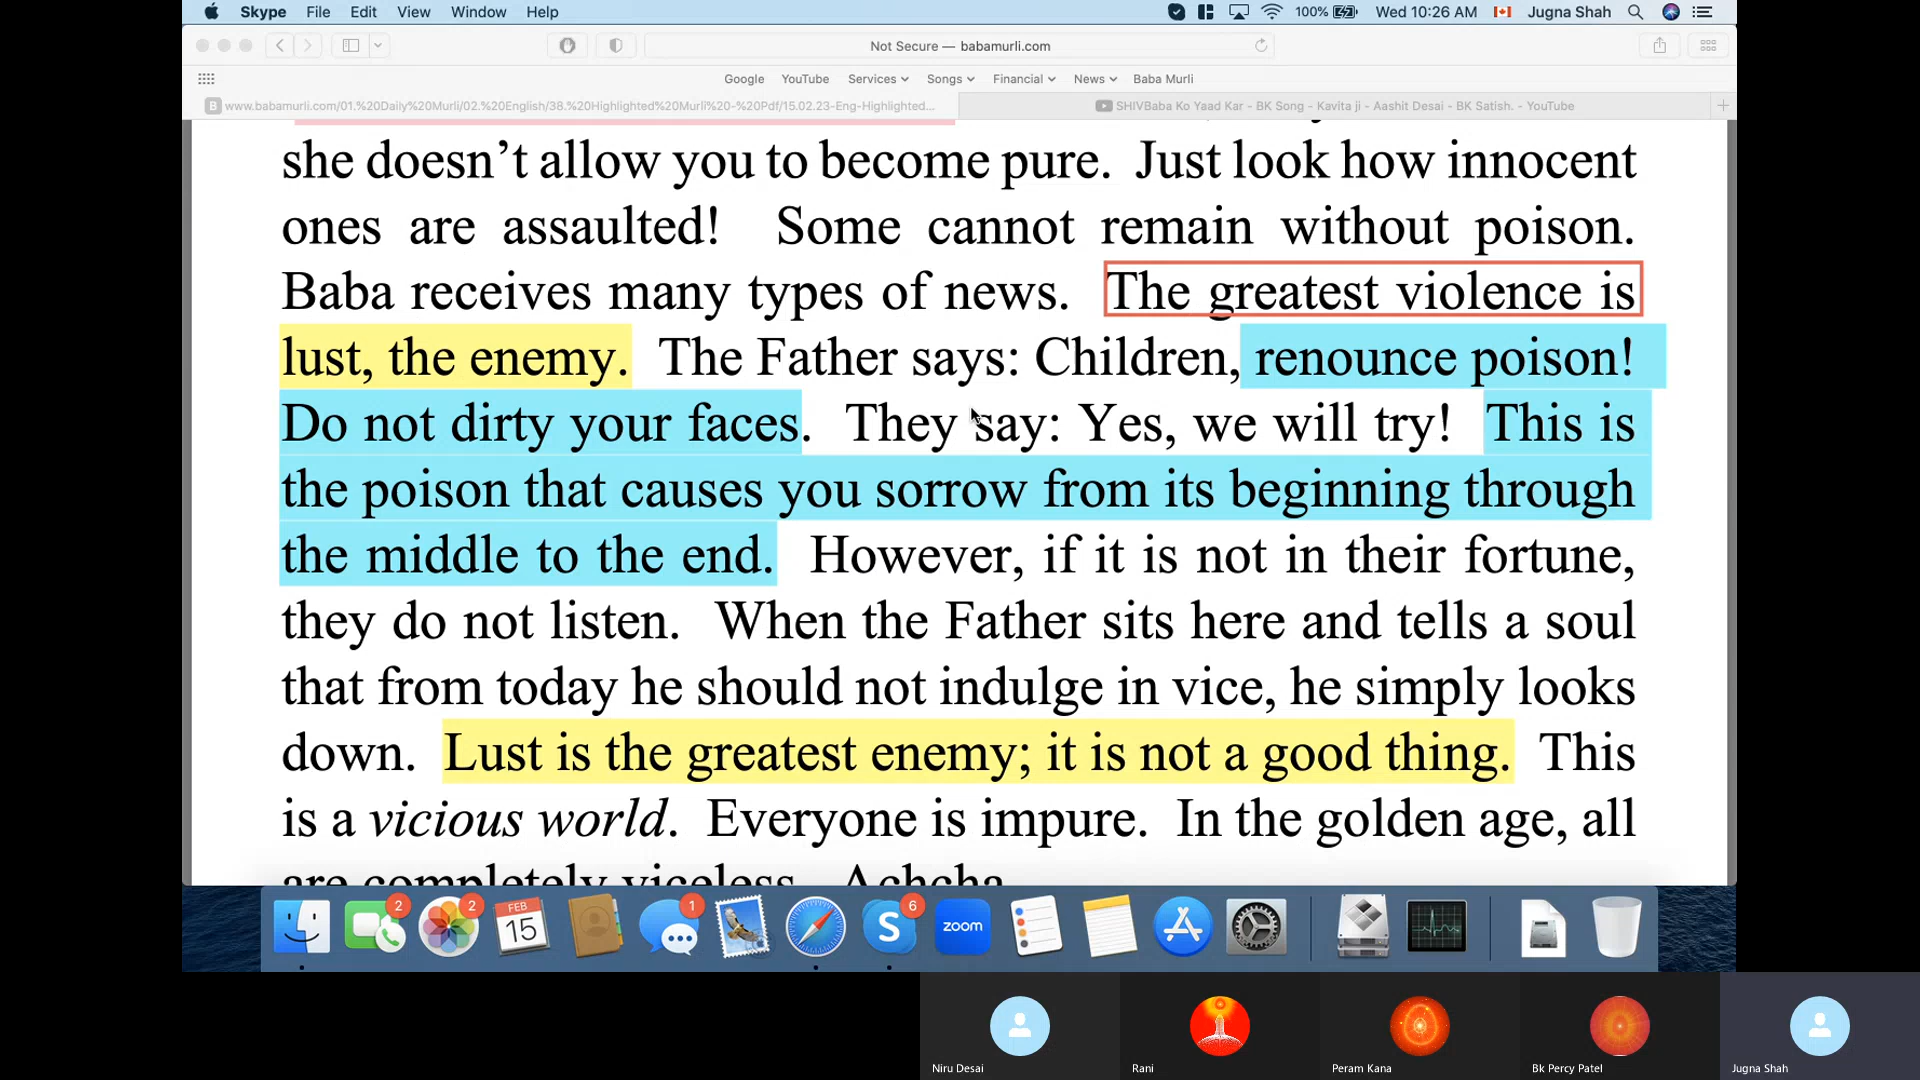 Skype File Edit View Window Help 100% Wed 10:26 AM Jugna Shah
Not Secure — babamurli.com
Google YouTube Services Songs Financial News Baba Murli
www.babamurli.com/01.%20Daily%20Murli/02.%20English/38.%20Highlighted%20Murli%20-%20Pdf/15.02.23-Eng-Highlighted... SHIVBaba Ko Yaad Kar - BK Song - Kavita ji - Aashit Desai - BK Satish. - YouTube
she doesn’t allow you to become pure. Just look how innocent
ones are assaulted! Some cannot remain without poison.
Baba receives many types of news. The greatest violence is
lust, the enemy. The Father says: Children, renounce poison!
Do not dirty your faces. They say: Yes, we will try! This is
the poison that causes you sorrow from its beginning through
the middle to the end. However, if it is not in their fortune,
they do not listen. When the Father sits here and tells a soul
that from today he should not indulge in vice, he simply looks
down. Lust is the greatest enemy; it is not a good thing. This
is a vicious world. Everyone is impure. In the golden age, all
are completely viceless. Achcha
2 2 FEB 15 1 6 zoom
Niru Desai Rani Peram Kana Bk Percy Patel Jugna Shah